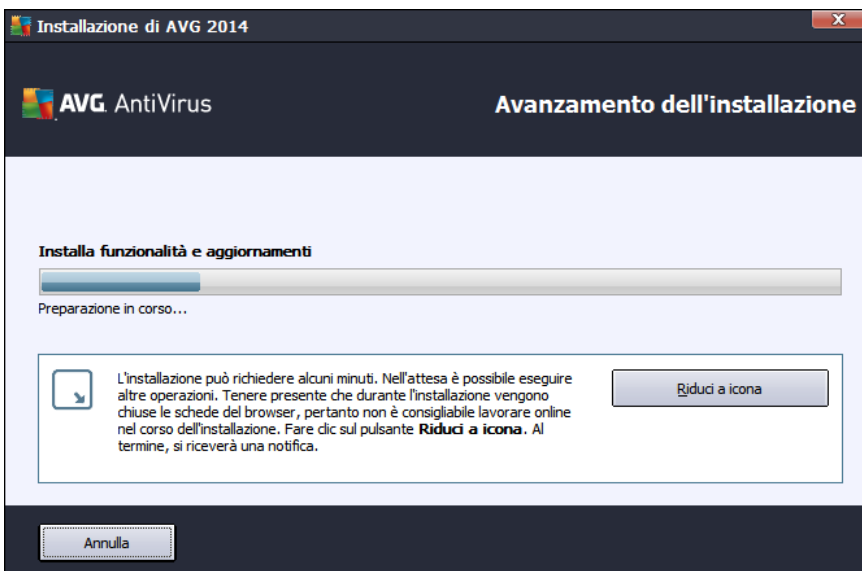 Installazione di AVG 2014
AVG. AntiVirus
Avanzamento dell'installazione
Installa funzionalità e aggiornamenti
Preparazione in corso...
L'installazione può richiedere alcuni minuti. Nell'attesa è possibile eseguire
altre operazioni. Tenere presente che durante l'installazione vengono
chiuse le schede del browser, pertanto non è consigliabile lavorare online
nel corso dell'installazione. Fare clic sul pulsante Riduci a icona. Al
termine, si riceverà una notifica.
Riduci a icona
Annulla